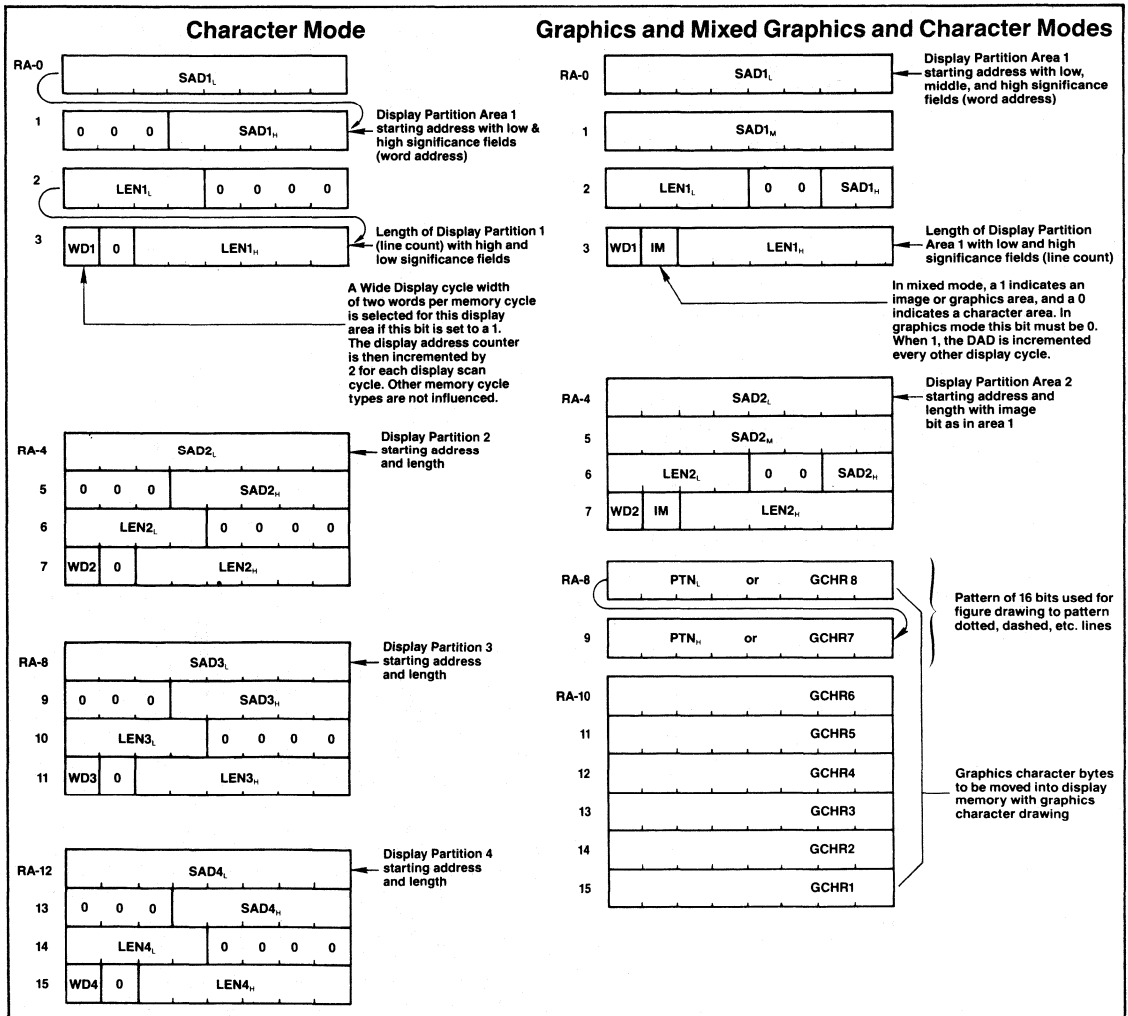 Character Mode
RA-0
SAD1L
1
0 0 0 SAD1H
Display Partition Area 1
starting address with low &
high significance fields
(word address)
2
LEN1L 0 0 0 0
3
WD1 0 LEN1H
Length of Display Partition 1
(line count) with high and
low significance fields
A Wide Display cycle width
of two words per memory cycle
is selected for this display
area if this bit is set to a 1.
The display address counter
is then incremented by
2 for each display scan
cycle. Other memory cycle
types are not influenced.
RA-4
SAD2L
Display Partition 2
starting address
and length
5
0 0 0 SAD2H
6
LEN2L 0 0 0 0
7
WD2 0 LEN2H
RA-8
SAD3L
Display Partition 3
starting address
and length
9
0 0 0 SAD3H
10
LEN3L 0 0 0 0
11
WD3 0 LEN3H
RA-12
SAD4L
Display Partition 4
starting address
and length
13
0 0 0 SAD4H
14
LEN4L 0 0 0 0
15
WD4 0 LEN4H
Graphics and Mixed Graphics and Character Modes
RA-0
SAD1L
Display Partition Area 1
starting address with low,
middle, and high significance
fields (word address)
1
SAD1M
2
LEN1L 0 0 SAD1H
3
WD1 IM LEN1H
Length of Display Partition
Area 1 with low and high
significance fields (line count)
In mixed mode, a 1 indicates an
image or graphics area, and a 0
indicates a character area. In
graphics mode this bit must be 0.
When 1, the DAD is incremented
every other display cycle.
RA-4
SAD2L
Display Partition Area 2
starting address and
length with image
bit as in area 1
5
SAD2M
6
LEN2L 0 0 SAD2H
7
WD2 IM LEN2H
RA-8
PTNL or GCHR 8
9
PTNH or GCHR7
Pattern of 16 bits used for
figure drawing to pattern
dotted, dashed, etc. lines
RA-10
GCHR6
11
GCHR5
12
GCHR4
13
GCHR3
14
GCHR2
15
GCHR1
Graphics character bytes
to be moved into display
memory with graphics
character drawing